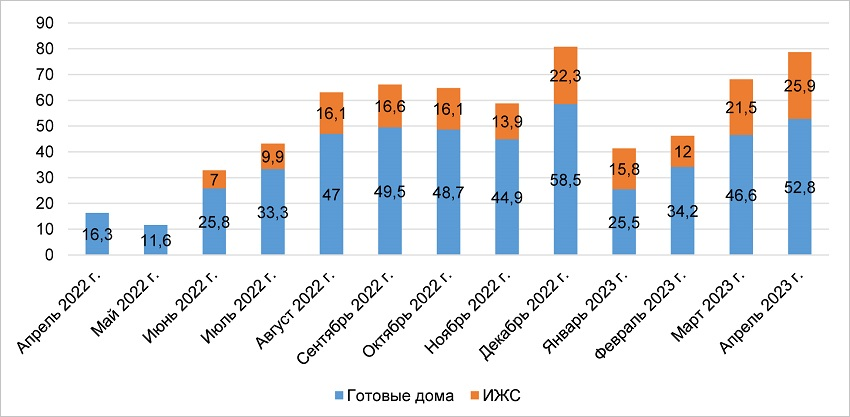 90
80
70
60
50
40
30
20
10
0
16,3
11,6
25,8
7
33,3
9,9
47
16,1
49,5
16,6
48,7
16,1
44,9
13,9
58,5
22,3
25,5
15,8
34,2
12
46,6
21,5
52,8
25,9
Апрель 2022 г.
Май 2022 г.
Июнь 2022 г.
Июль 2022 г.
Август 2022 г.
Сентябрь 2022 г.
Октябрь 2022 г.
Ноябрь 2022 г.
Декабрь 2022 г.
Январь 2023 г.
Февраль 2023 г.
Март 2023 г.
Апрель 2023 г.
Готовые дома
ИЖС